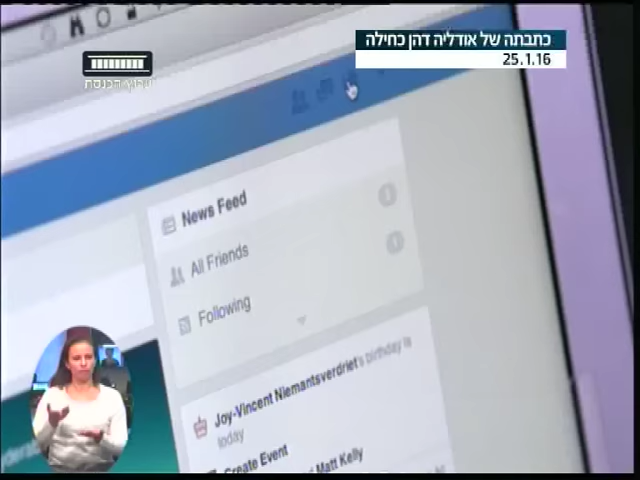 כתבתה של אודליה דהן כחילה
25.1.16
ערוץ הכנסת
News Feed
All Friends
Following
Joy-Vincent Niemantsverdriet's birthday is
today
Create Event
Matt Kelly